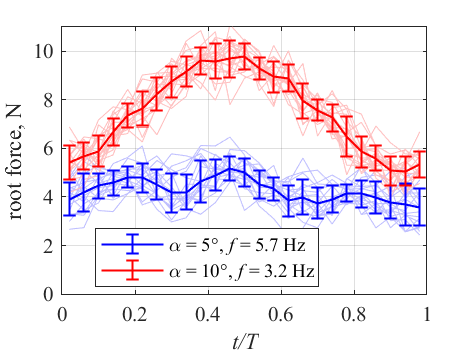 10
8
6
4
2
0
root force, N
α = 5°, f = 5.7 Hz
α = 10°, f = 3.2 Hz
0 0.2 0.4 0.6 0.8 1
t/T